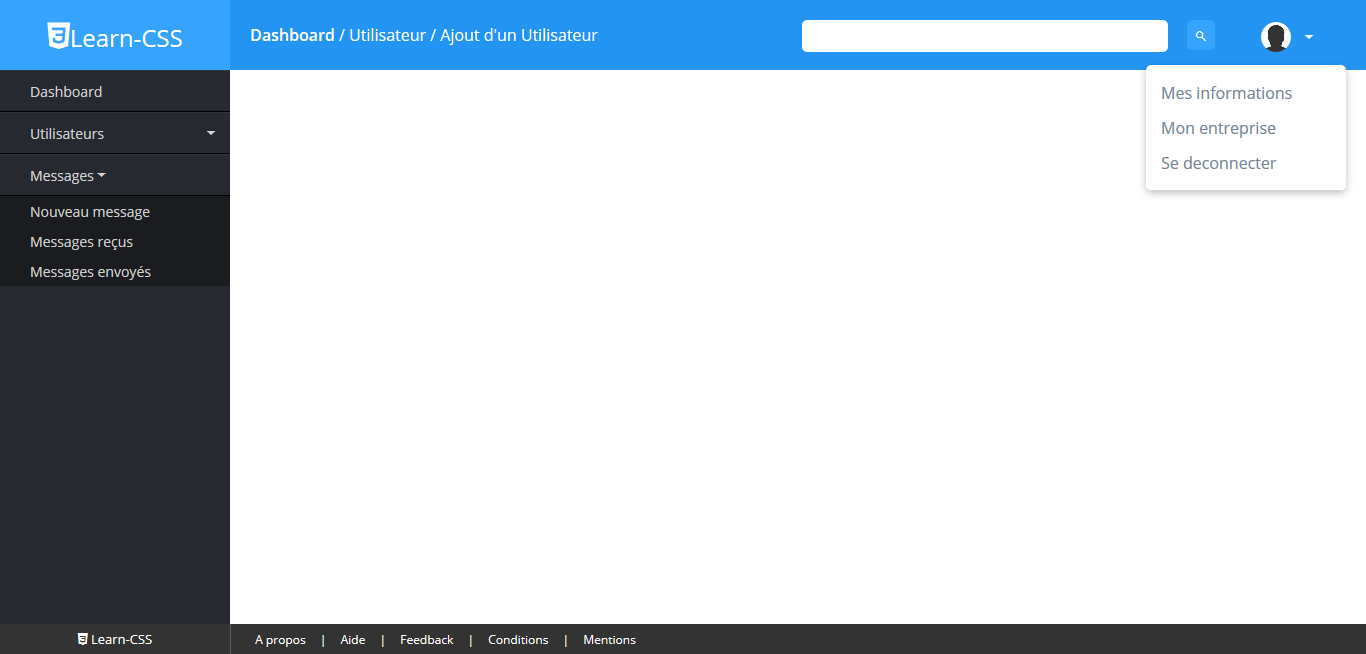 Learn-CSS
Dashboard / Utilisateur / Ajout d'un Utilisateur
Mes informations
Mon entreprise
Se deconnecter
Dashboard
Utilisateurs
Messages
Nouveau message
Messages reçus
Messages envoyés
Learn-CSS
A propos | Aide | Feedback | Conditions | Mentions